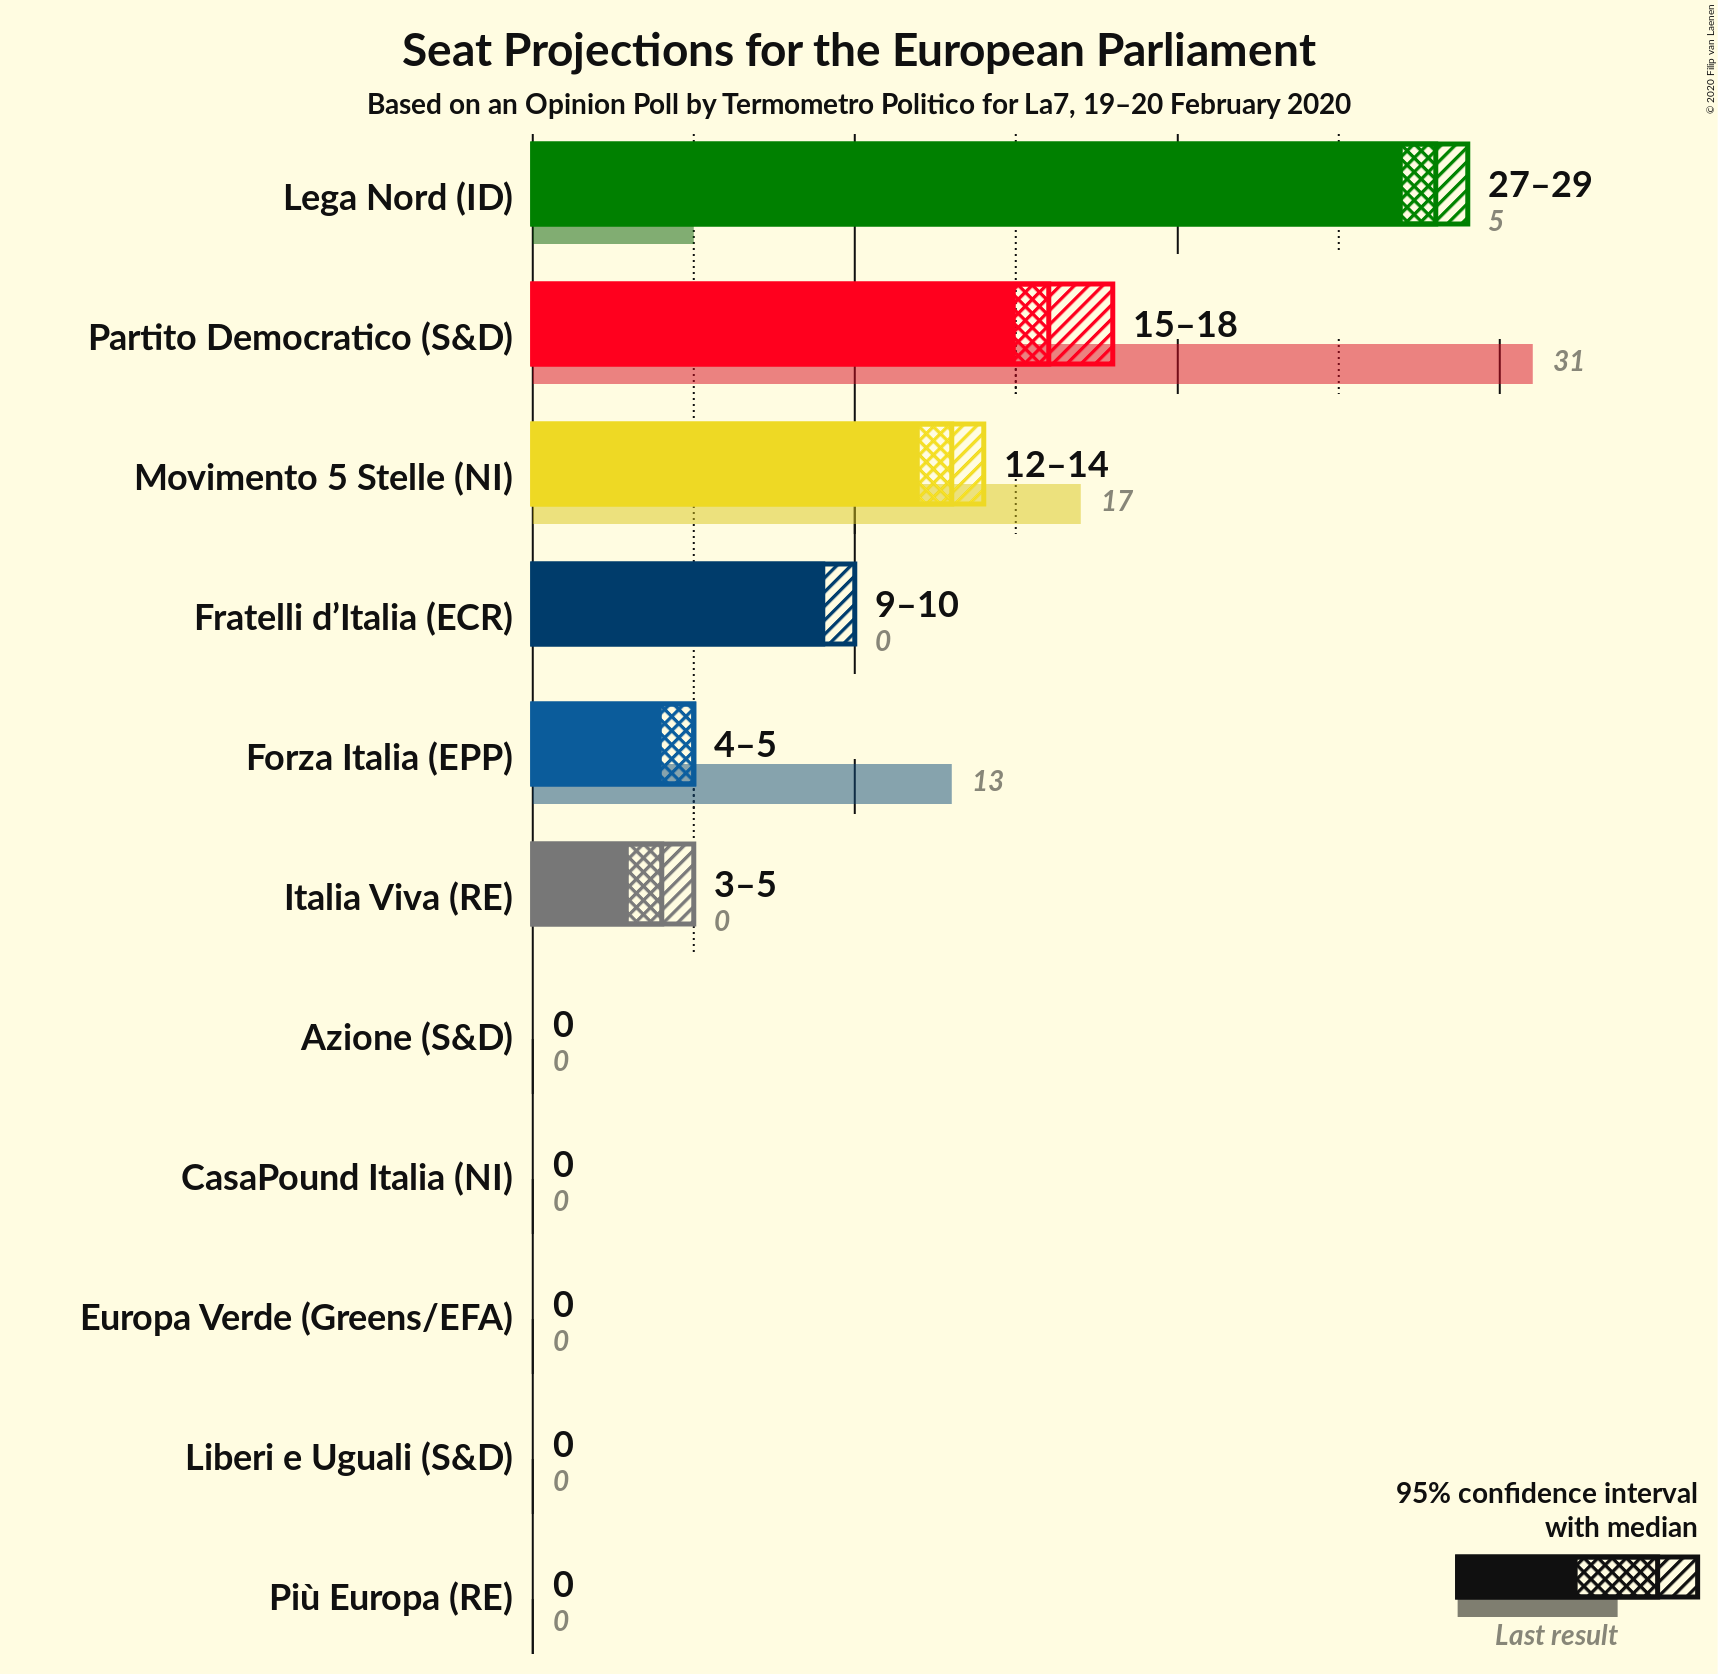 Seat Projections for the European Parliament
Based on an Opinion Poll by Termometro Politico for La7, 19–20 February 2020
© 2020 Filip van Laenen
Lega Nord (ID)
27–29
5
Partito Democratico (S&D)
15–18
31
Movimento 5 Stelle (NI)
12–14
17
Fratelli d’Italia (ECR)
9–10
0
Forza Italia (EPP)
4–5
13
Italia Viva (RE)
3–5
0
Azione (S&D)
0
0
CasaPound Italia (NI)
0
0
Europa Verde (Greens/EFA)
0
0
Liberi e Uguali (S&D)
0
0
Più Europa (RE)
0
0
95% confidence interval
with median
Last result